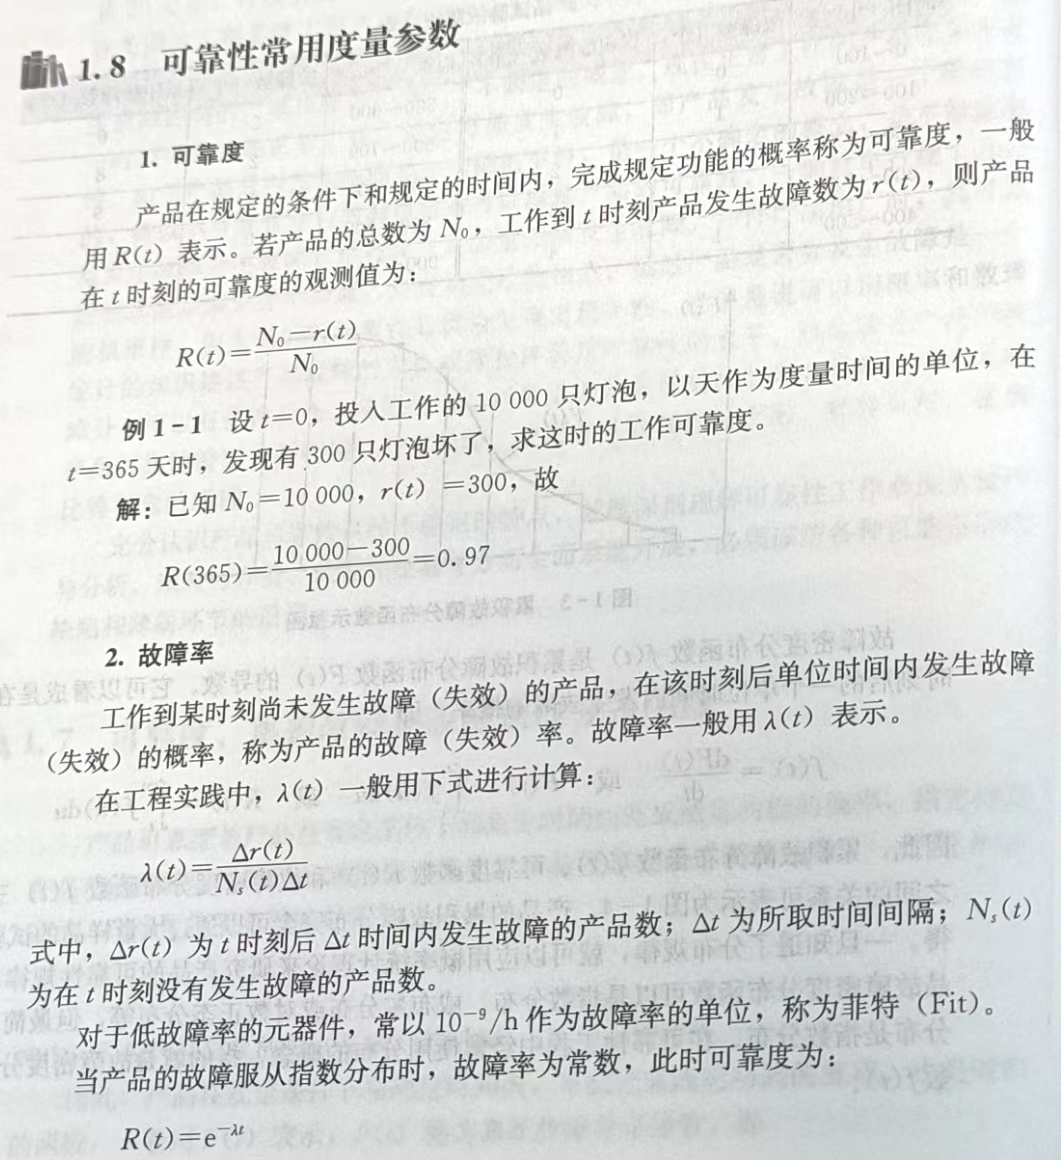 1.8 可靠性常用度量参数
1. 可靠度
产品在规定的条件下和规定的时间内，完成规定功能的概率称为可靠度，一般
用 R(t) 表示。若产品的总数为 N₀，工作到 t 时刻产品发生故障数为 r(t)，则产品
在 t 时刻的可靠度的观测值为：
R(t)=\frac{N₀-r(t)}{N₀}
例 1-1 设 t=0，投入工作的 10 000 只灯泡，以天作为度量时间的单位，在
t=365 天时，发现有 300 只灯泡坏了，求这时的工作可靠度。
解：已知 N₀=10 000，r(t) =300，故
R(365)=\frac{10 000-300}{10 000}=0.97
2. 故障率
工作到某时刻尚未发生故障（失效）的产品，在该时刻后单位时间内发生故障
（失效）的概率，称为产品的故障（失效）率。故障率一般用 λ(t) 表示。
在工程实践中，λ(t) 一般用下式进行计算：
λ(t)=\frac{Δr(t)}{Nₛ(t)Δt}
式中，Δr(t) 为 t 时刻后 Δt 时间内发生故障的产品数；Δt 为所取时间间隔；Nₛ(t)
为在 t 时刻没有发生故障的产品数。
对于低故障率的元器件，常以 10⁻⁹/h 作为故障率的单位，称为菲特（Fit）。
当产品的故障服从指数分布时，故障率为常数，此时可靠度为：
R(t)=e^{-λt}